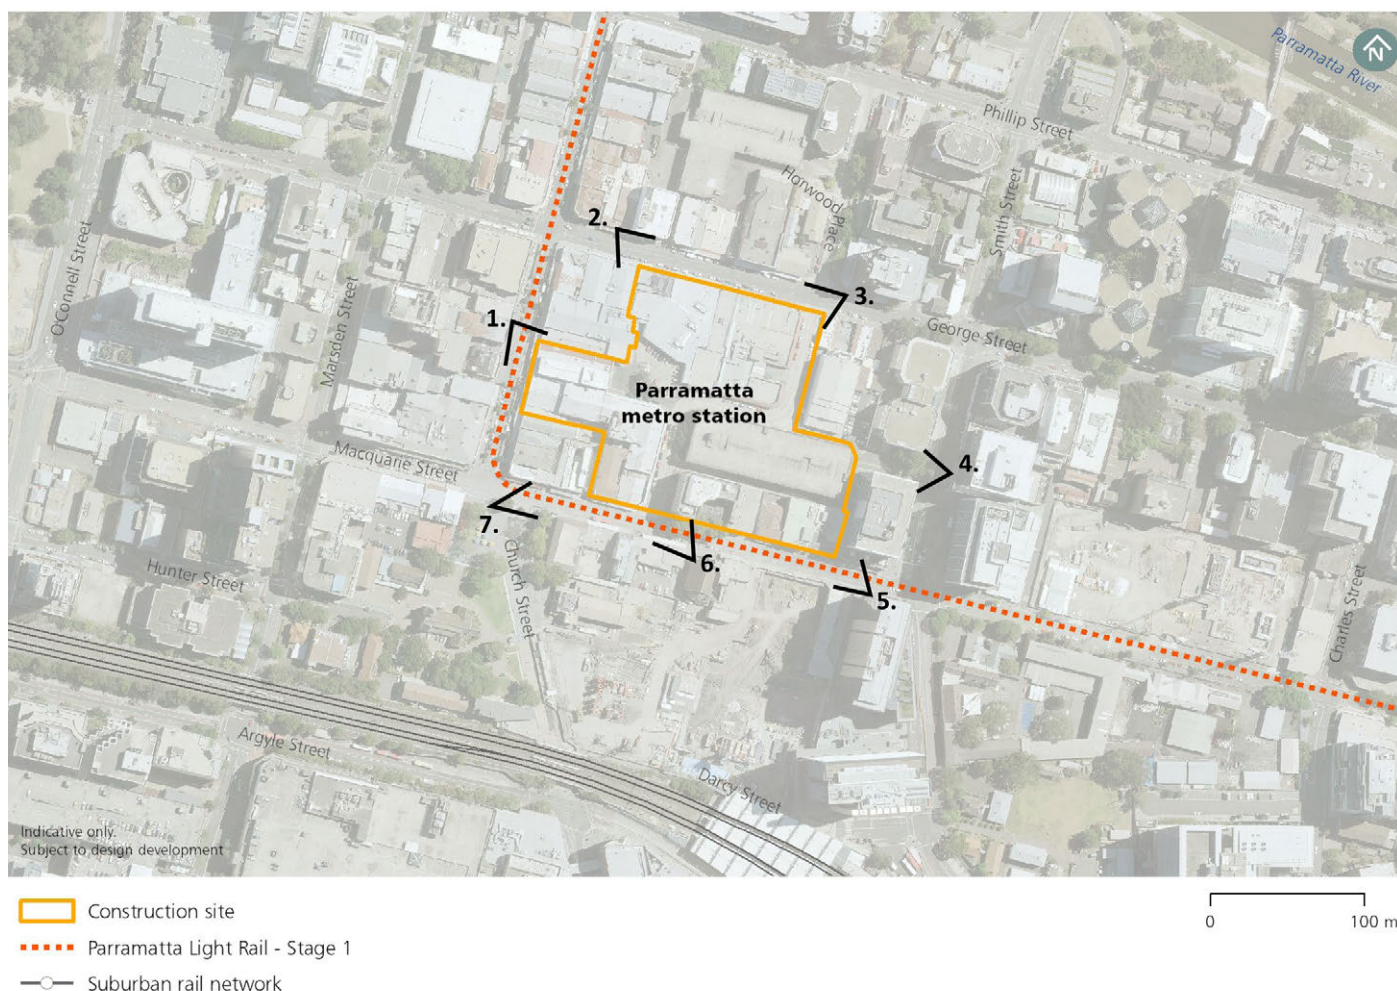 N
Parramatta River
Phillip Street
Horwood Place
Smith Street
O'Connell Street
Marsden Street
2.
3.
1.
George Street
Parramatta
metro station
Macquarie Street
4.
7.
6.
5.
Church Street
Hunter Street
Charles Street
Argyle Street
Darcy Street
Indicative only.
Subject to design development
Construction site
0
100 m
Parramatta Light Rail - Stage 1
Suburban rail network